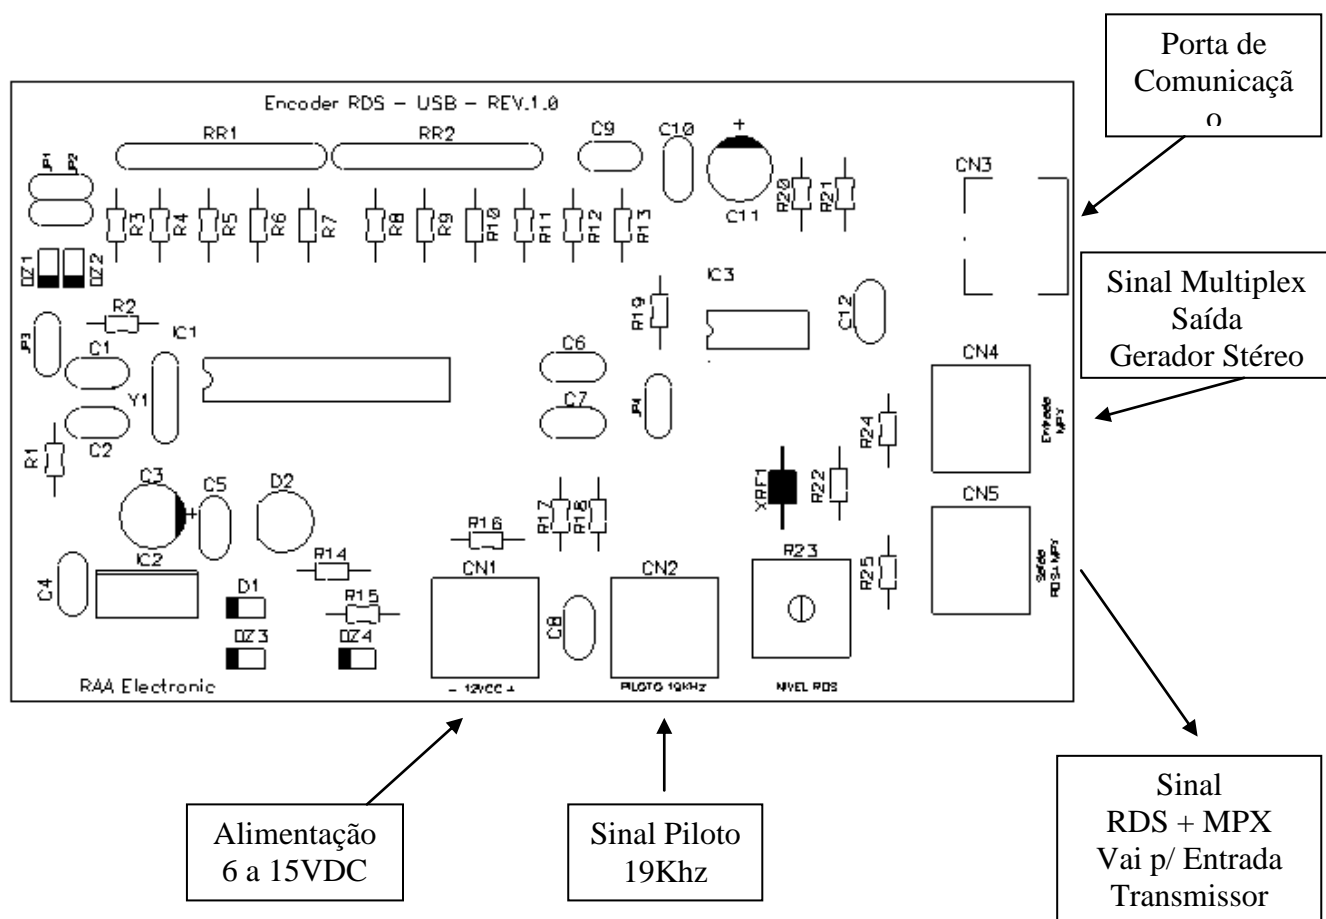 Porta de
Comunicaçã
o
Encoder RDS - USB - REV.1.0
RR1
RR2
C9
C10
+
JP1
JP2
CN3
R3
R4
R5
R6
R7
R8
R9
R10
R11
R12
R13
C11
R20
R21
DZ1
DZ2
Sinal Multiplex
Saída
Gerador Stéreo
R2
IC1
IC3
R19
C12
JP3
C1
C6
CN4
Y1
C7
JP4
Entrada
MPX
R24
C2
R1
C3
C5
D2
XRF1
R22
CN5
+
R17
R18
R16
R23
Saída
RDS+MPX
R25
C4
IC2
R14
CN1
CN2
D1
R15
C8
DZ3
DZ4
RAA Electronic
- 12VCC +
PILOTO 19KHz
NIVEL RDS
Alimentação
6 a 15VDC
Sinal Piloto
19Khz
Sinal
RDS + MPX
Vai p/ Entrada
Transmissor